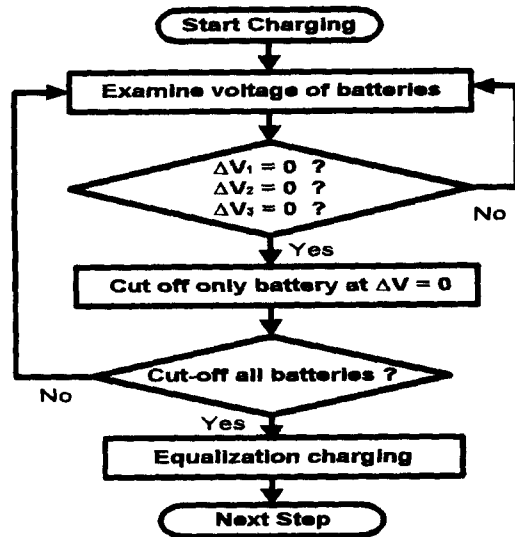 Start Charging
Examine voltage of batteries
ΔV₁ = 0 ?
ΔV₂ = 0 ?
ΔV₃ = 0 ?
No
Yes
Cut off only battery at ΔV = 0
Cut-off all batteries ?
No
Yes
Equalization charging
Next Step